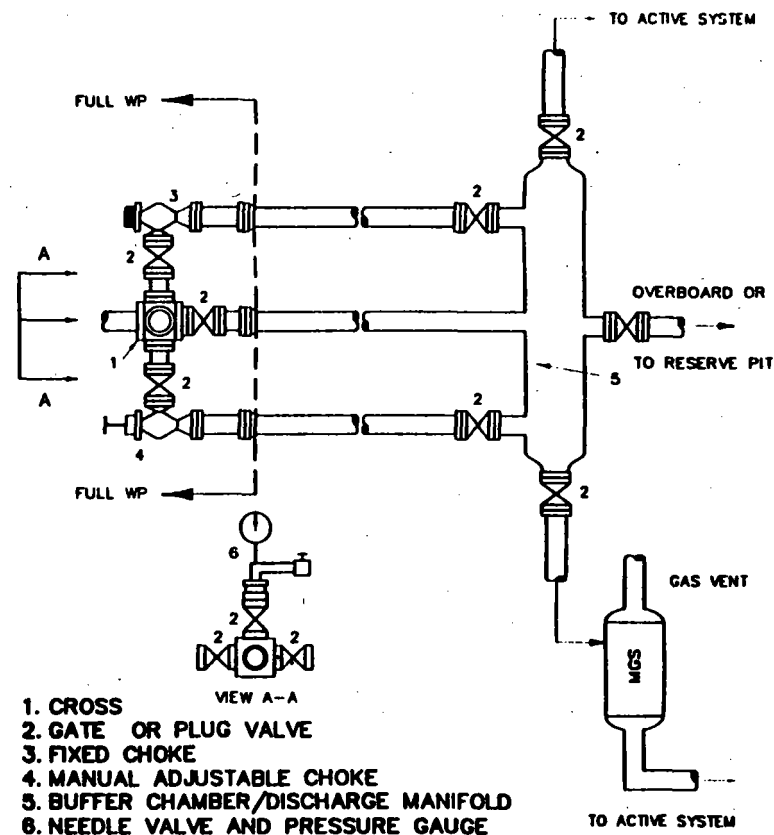 TO ACTIVE SYSTEM
FULL WP
2
3
2
2
A
2
OVERBOARD OR
1
TO RESERVE PIT
5
A
2
2
4
FULL WP
2
6
GAS VENT
2
2
2
MGS
VIEW A-A
1. CROSS
2. GATE OR PLUG VALVE
3. FIXED CHOKE
4. MANUAL ADJUSTABLE CHOKE
5. BUFFER CHAMBER/DISCHARGE MANIFOLD
6. NEEDLE VALVE AND PRESSURE GAUGE
TO ACTIVE SYSTEM